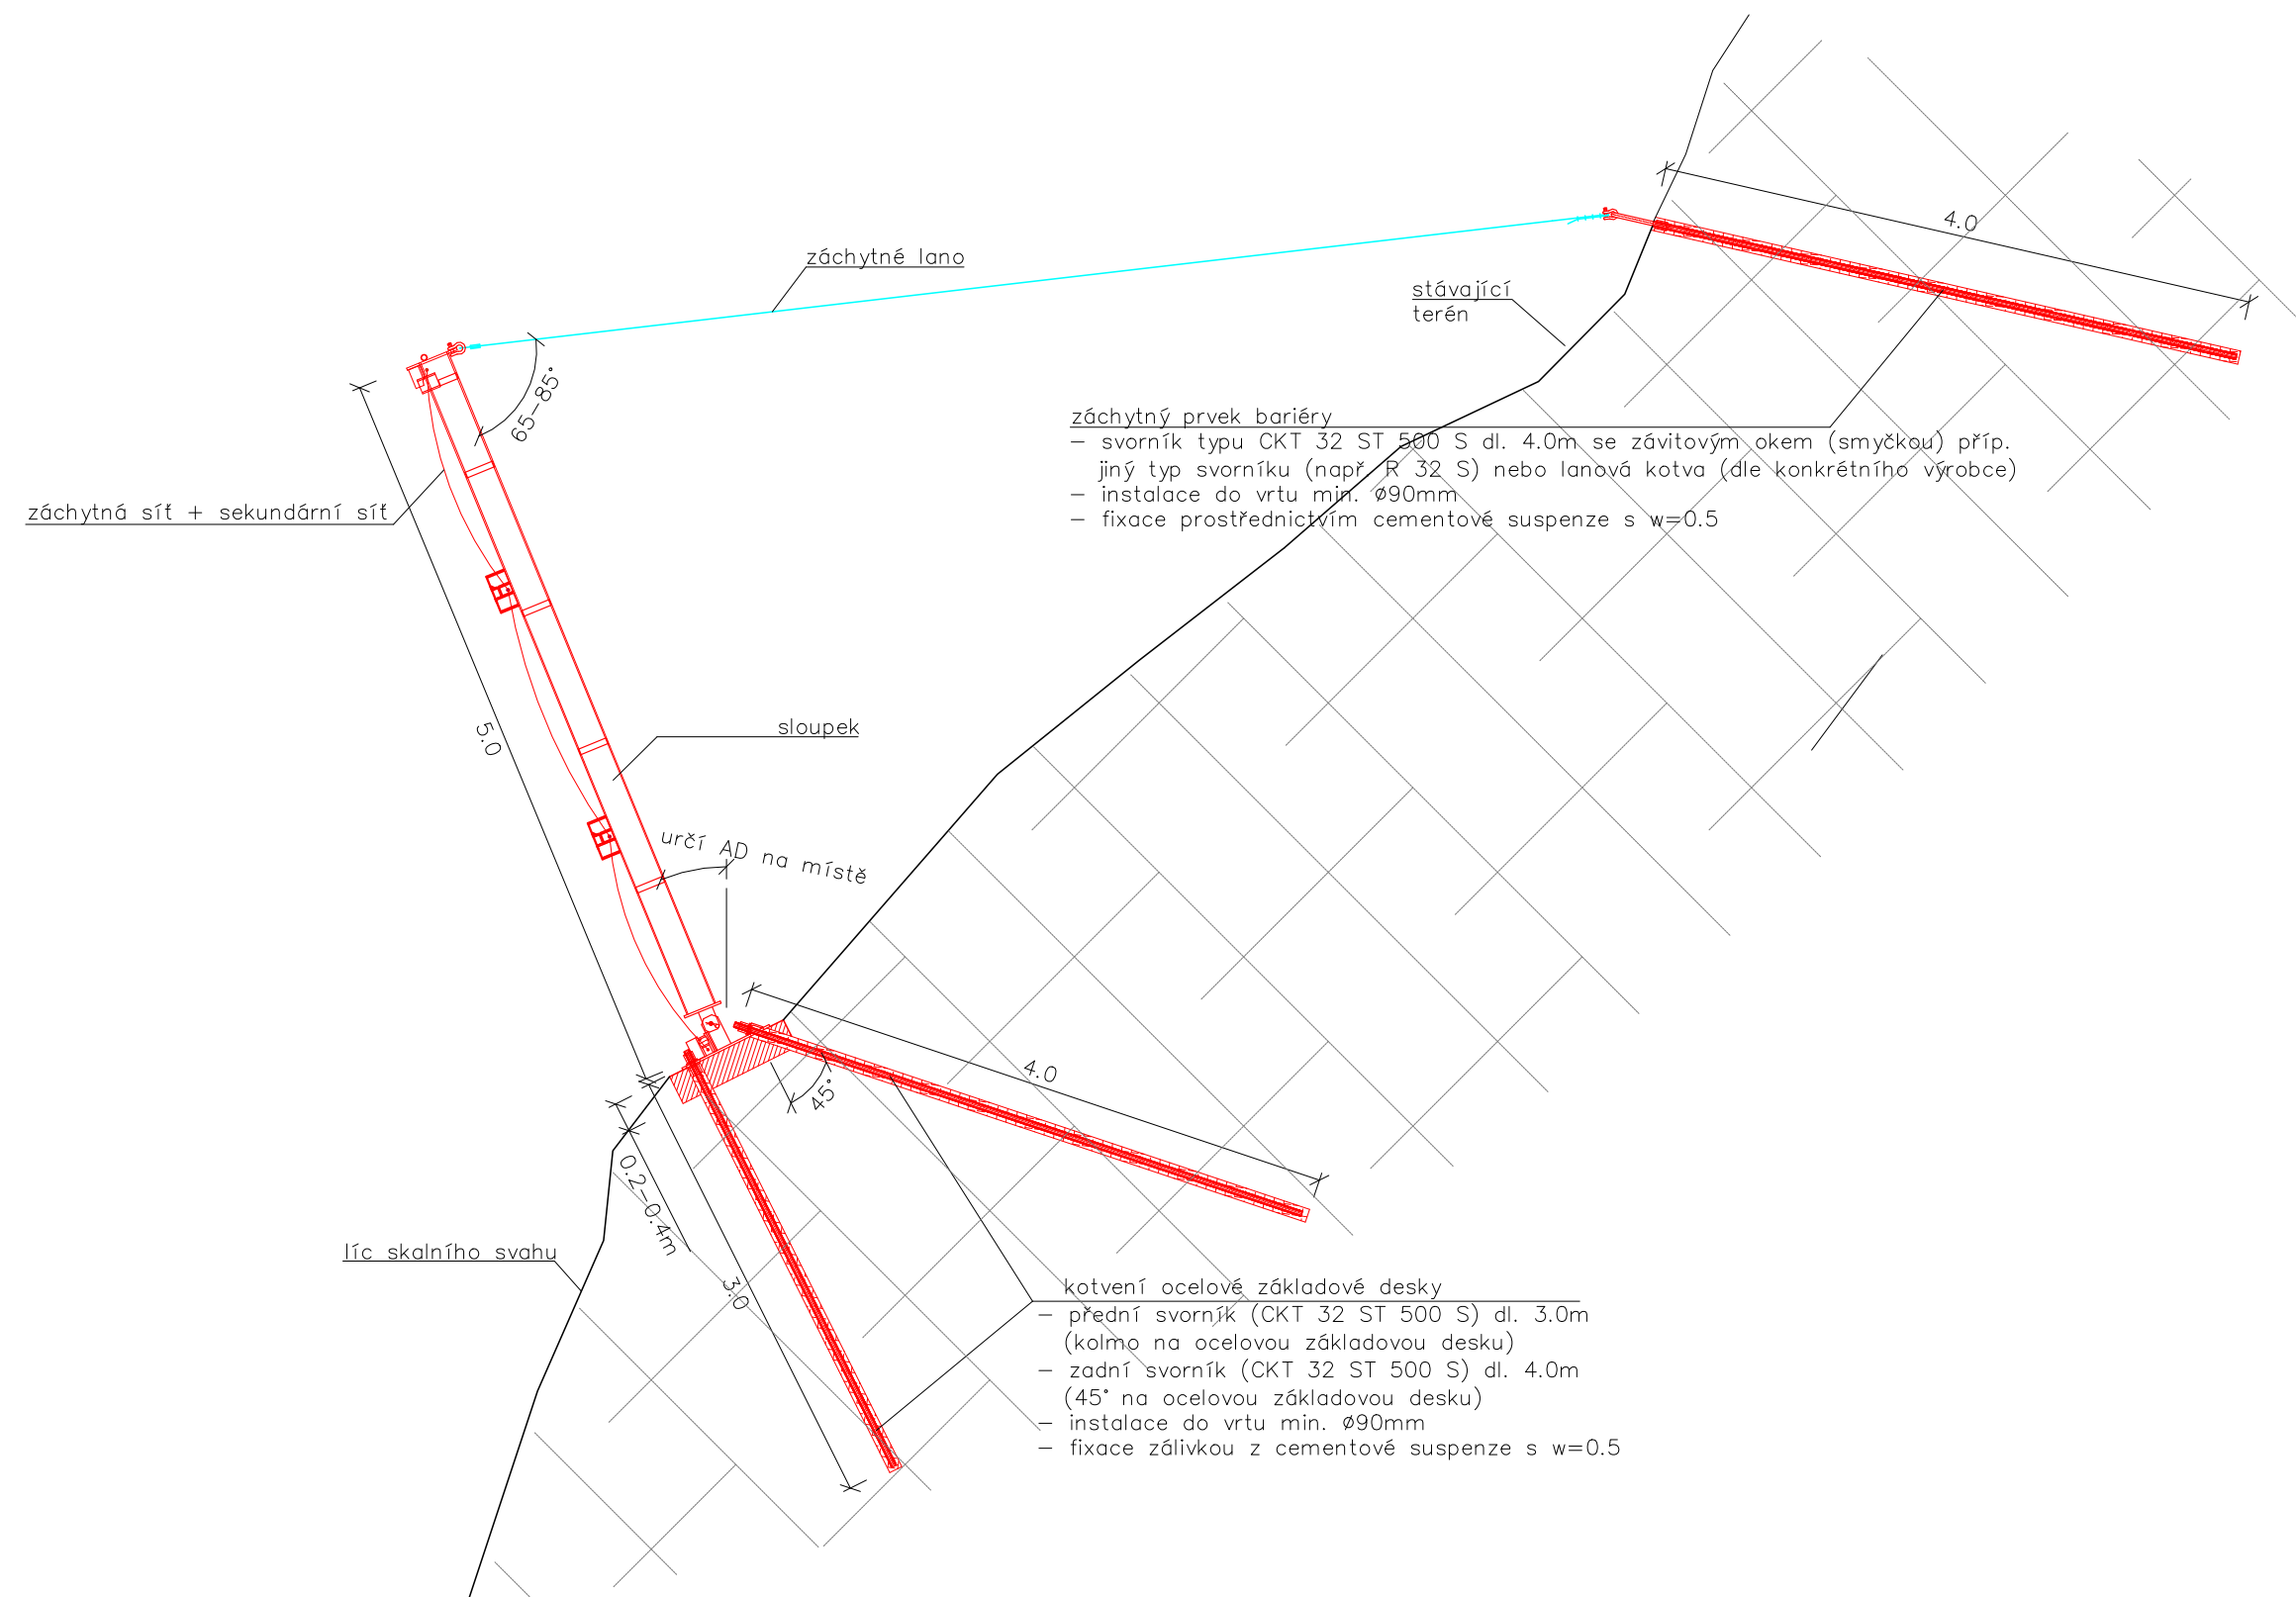 4.0
záchytné lano
stávající
terén
65–85°
záchytný prvek bariéry
– svorník typu CKT 32 ST 500 S dl. 4.0m se závitovým okem (smyčkou) příp.
jiný typ svorníku (např. R 32 S) nebo lanová kotva (dle konkrétního výrobce)
– instalace do vrtu min. Ø90mm
– fixace prostřednictvím cementové suspenze s w=0.5
záchytná síť + sekundární síť
5.0
sloupek
určí AD na místě
4.0
45°
0.2–0.4m
líc skalního svahu
3.0
kotvení ocelové základové desky
– přední svorník (CKT 32 ST 500 S) dl. 3.0m
(kolmo na ocelovou základovou desku)
– zadní svorník (CKT 32 ST 500 S) dl. 4.0m
(45° na ocelovou základovou desku)
– instalace do vrtu min. Ø90mm
– fixace zálivkou z cementové suspenze s w=0.5